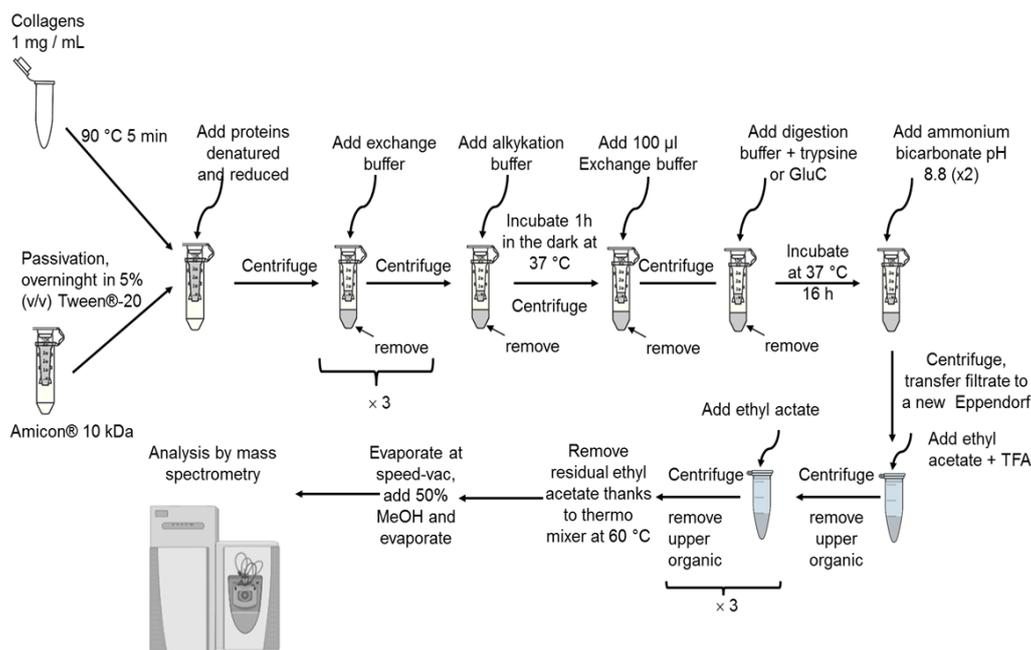 Collagens
1 mg / mL
90 °C 5 min
Passivation,
overninght in 5%
(v/v) Tween®-20
Amicon® 10 kDa
Add proteins
denatured
and reduced
Centrifuge
Add exchange
buffer
remove
× 3
Centrifuge
Add alkykation
buffer
remove
Incubate 1h
in the dark at
37 °C
Centrifuge
Add 100 µl
Exchange buffer
remove
Centrifuge
Add digestion
buffer + trypsine
or GluC
remove
Incubate
at 37 °C
16 h
Add ammonium
bicarbonate pH
8.8 (x2)
Centrifuge,
transfer filtrate to
a new Eppendorf
Add ethyl
acetate + TFA
Centrifuge
remove
upper
organic
Add ethyl actate
Centrifuge
remove
upper
organic
× 3
Remove
residual ethyl
acetate thanks
to thermo
mixer at 60 °C
Evaporate at
speed-vac,
add 50%
MeOH and
evaporate
Analysis by mass
spectrometry